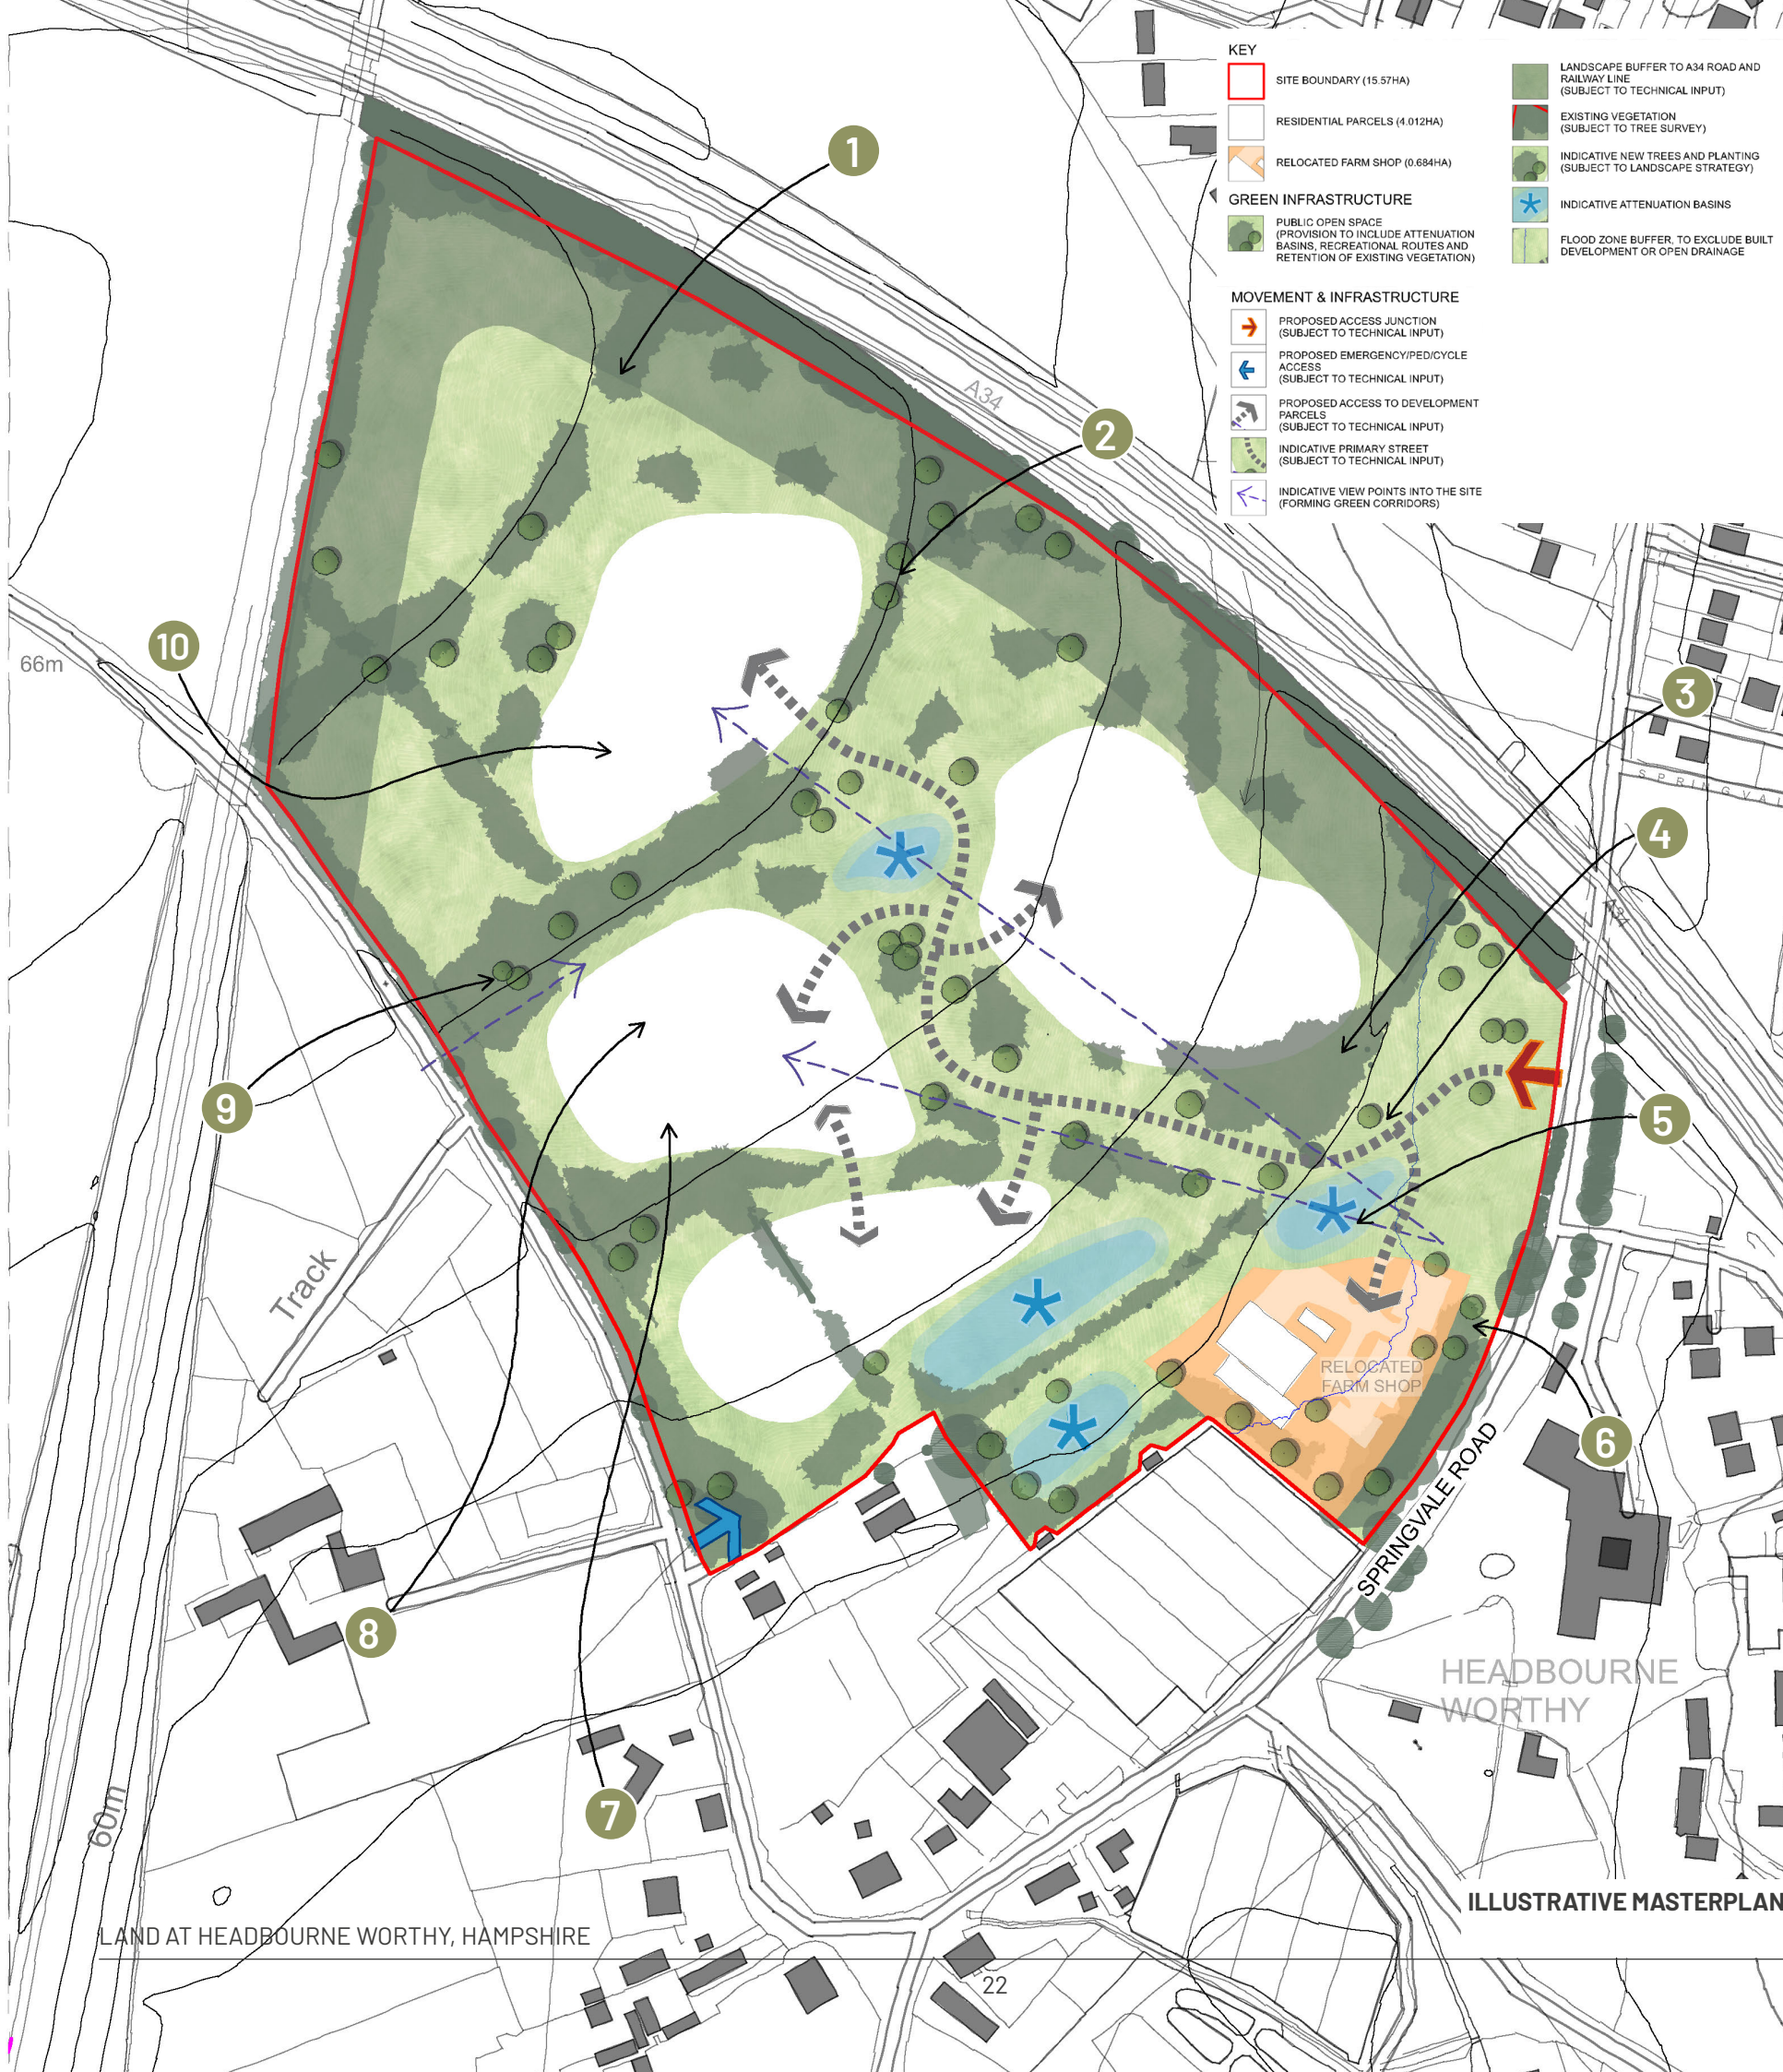 KEY
SITE BOUNDARY (15.57HA)
RESIDENTIAL PARCELS (4.012HA)
RELOCATED FARM SHOP (0.684HA)
GREEN INFRASTRUCTURE
PUBLIC OPEN SPACE
(PROVISION TO INCLUDE ATTENUATION
BASINS, RECREATIONAL ROUTES AND
RETENTION OF EXISTING VEGETATION)
LANDSCAPE BUFFER TO A34 ROAD AND
RAILWAY LINE
(SUBJECT TO TECHNICAL INPUT)
EXISTING VEGETATION
(SUBJECT TO TREE SURVEY)
INDICATIVE NEW TREES AND PLANTING
(SUBJECT TO LANDSCAPE STRATEGY)
INDICATIVE ATTENUATION BASINS
FLOOD ZONE BUFFER, TO EXCLUDE BUILT
DEVELOPMENT OR OPEN DRAINAGE
MOVEMENT & INFRASTRUCTURE
PROPOSED ACCESS JUNCTION
(SUBJECT TO TECHNICAL INPUT)
PROPOSED EMERGENCY/PED/CYCLE
ACCESS
(SUBJECT TO TECHNICAL INPUT)
PROPOSED ACCESS TO DEVELOPMENT
PARCELS
(SUBJECT TO TECHNICAL INPUT)
INDICATIVE PRIMARY STREET
(SUBJECT TO TECHNICAL INPUT)
INDICATIVE VIEW POINTS INTO THE SITE
(FORMING GREEN CORRIDORS)
1
A34
2
10
66m
3
SPRINGVAL
4
A34
9
5
Track
RELOCATED
FARM SHOP
6
SPRINGVALE ROAD
8
HEADBOURNE
WORTHY
7
60m
ILLUSTRATIVE MASTERPLAN
LAND AT HEADBOURNE WORTHY, HAMPSHIRE
22